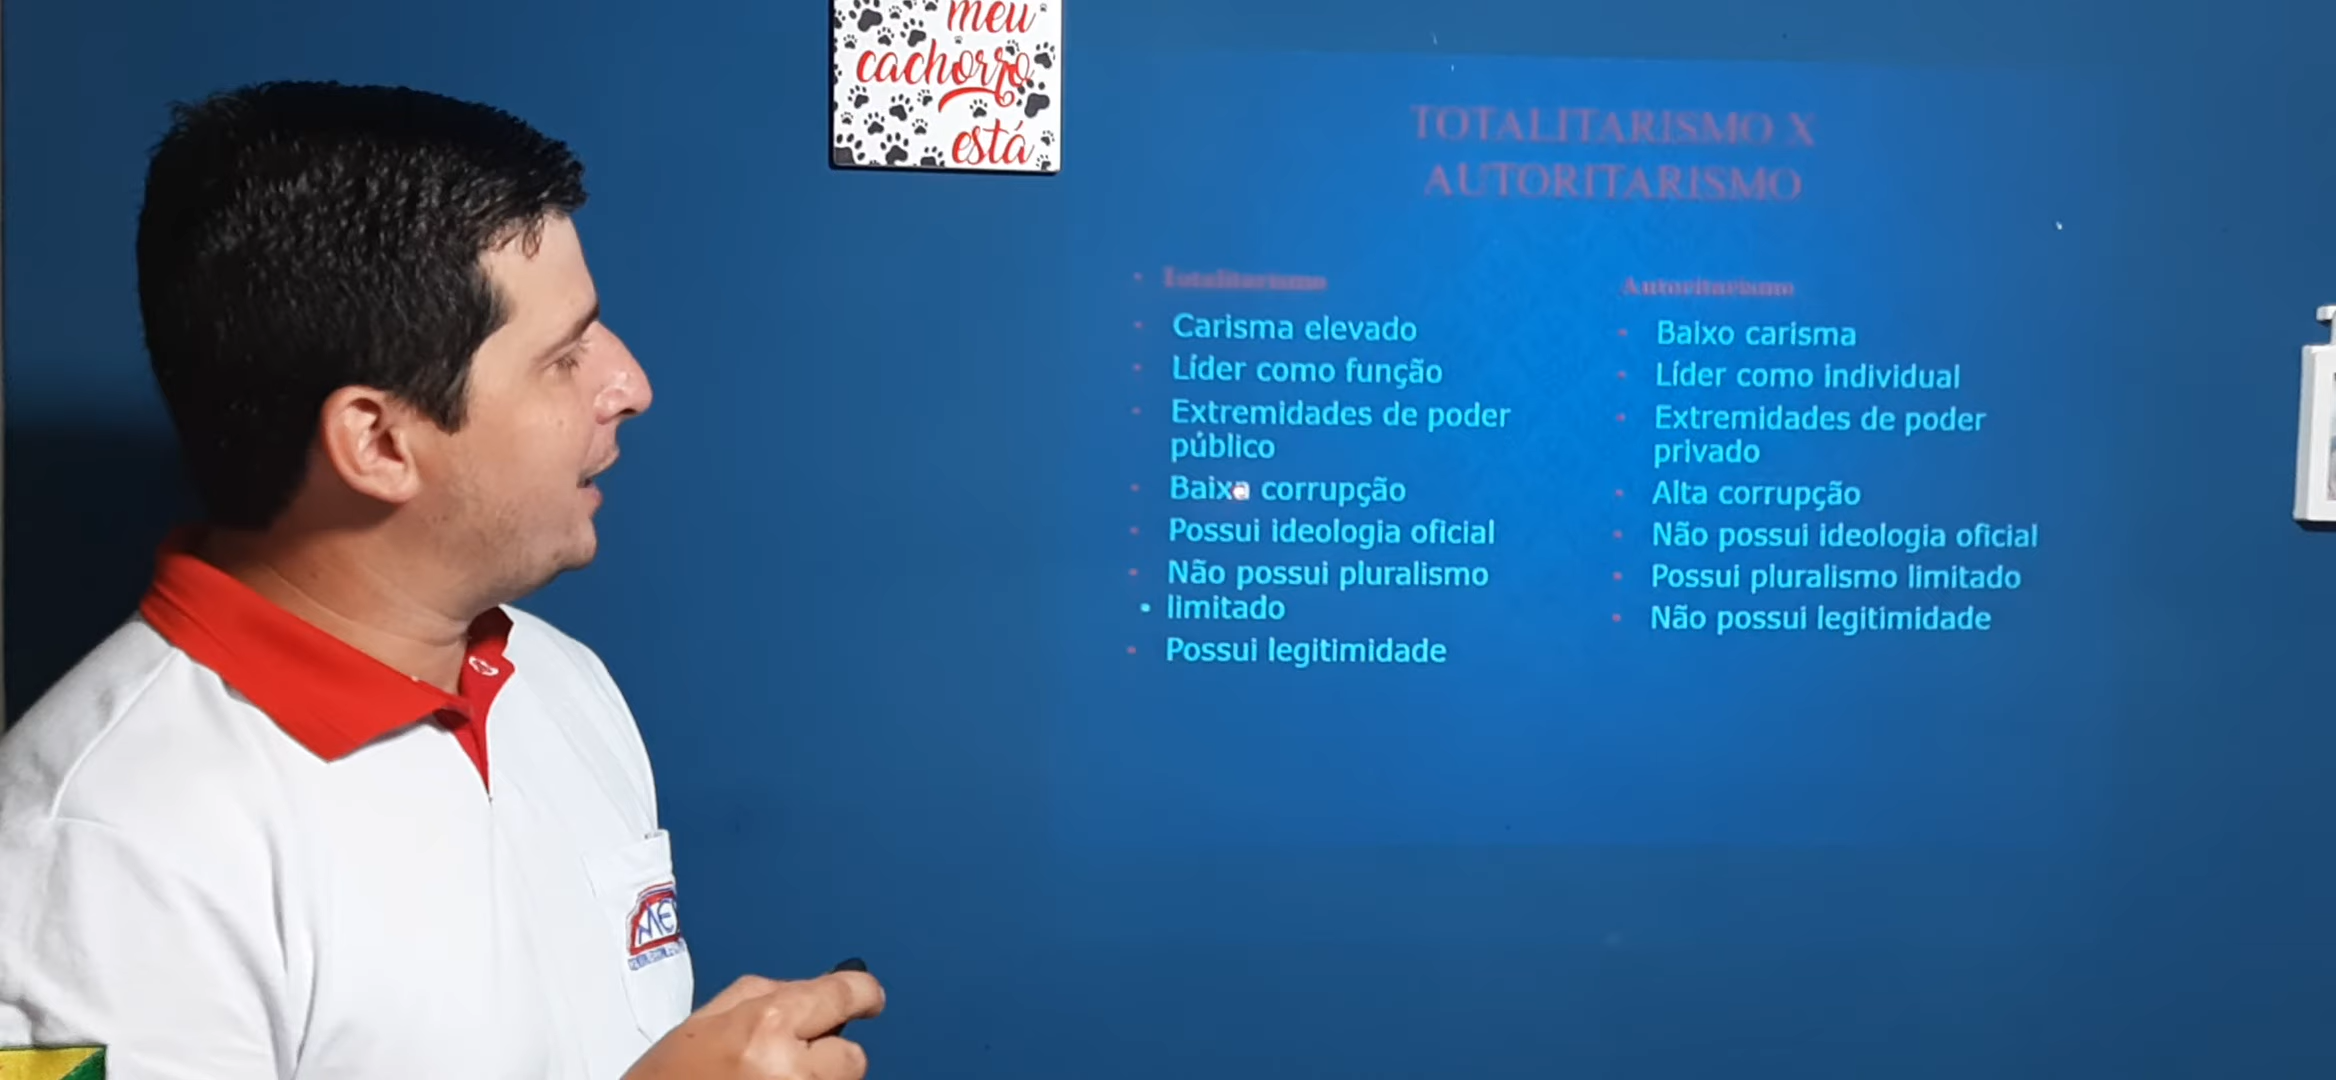 meu
cachorro
está
TOTALITARISMO X
AUTORITARISMO
• Totalitarismo
• Carisma elevado
• Líder como função
• Extremidades de poder
público
• Baixa corrupção
• Possui ideologia oficial
• Não possui pluralismo
• limitado
• Possui legitimidade
Autoritarismo
• Baixo carisma
• Líder como individual
• Extremidades de poder
privado
• Alta corrupção
• Não possui ideologia oficial
• Possui pluralismo limitado
• Não possui legitimidade